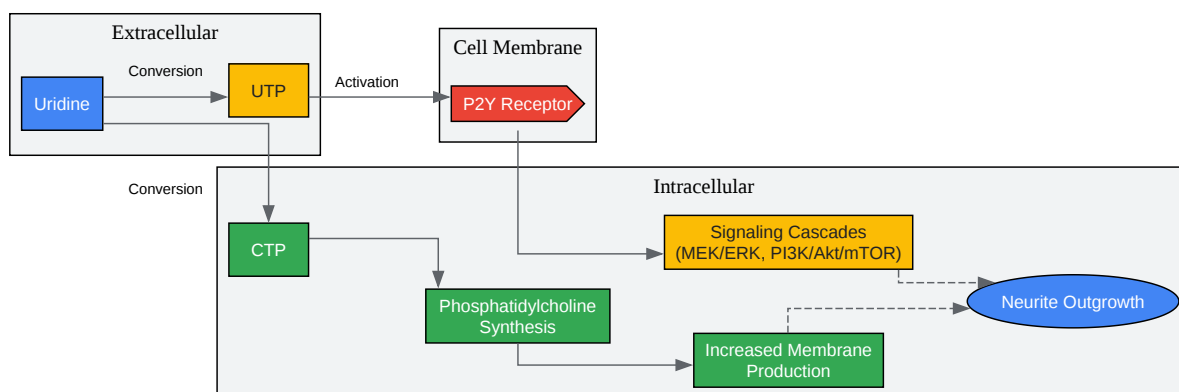 Extracellular
Cell Membrane
Conversion
Activation
Uridine
UTP
P2Y Receptor
Conversion
Intracellular
CTP
Signaling Cascades
(MEK/ERK, PI3K/Akt/mTOR)
Phosphatidylcholine
Synthesis
Neurite Outgrowth
Increased Membrane
Production